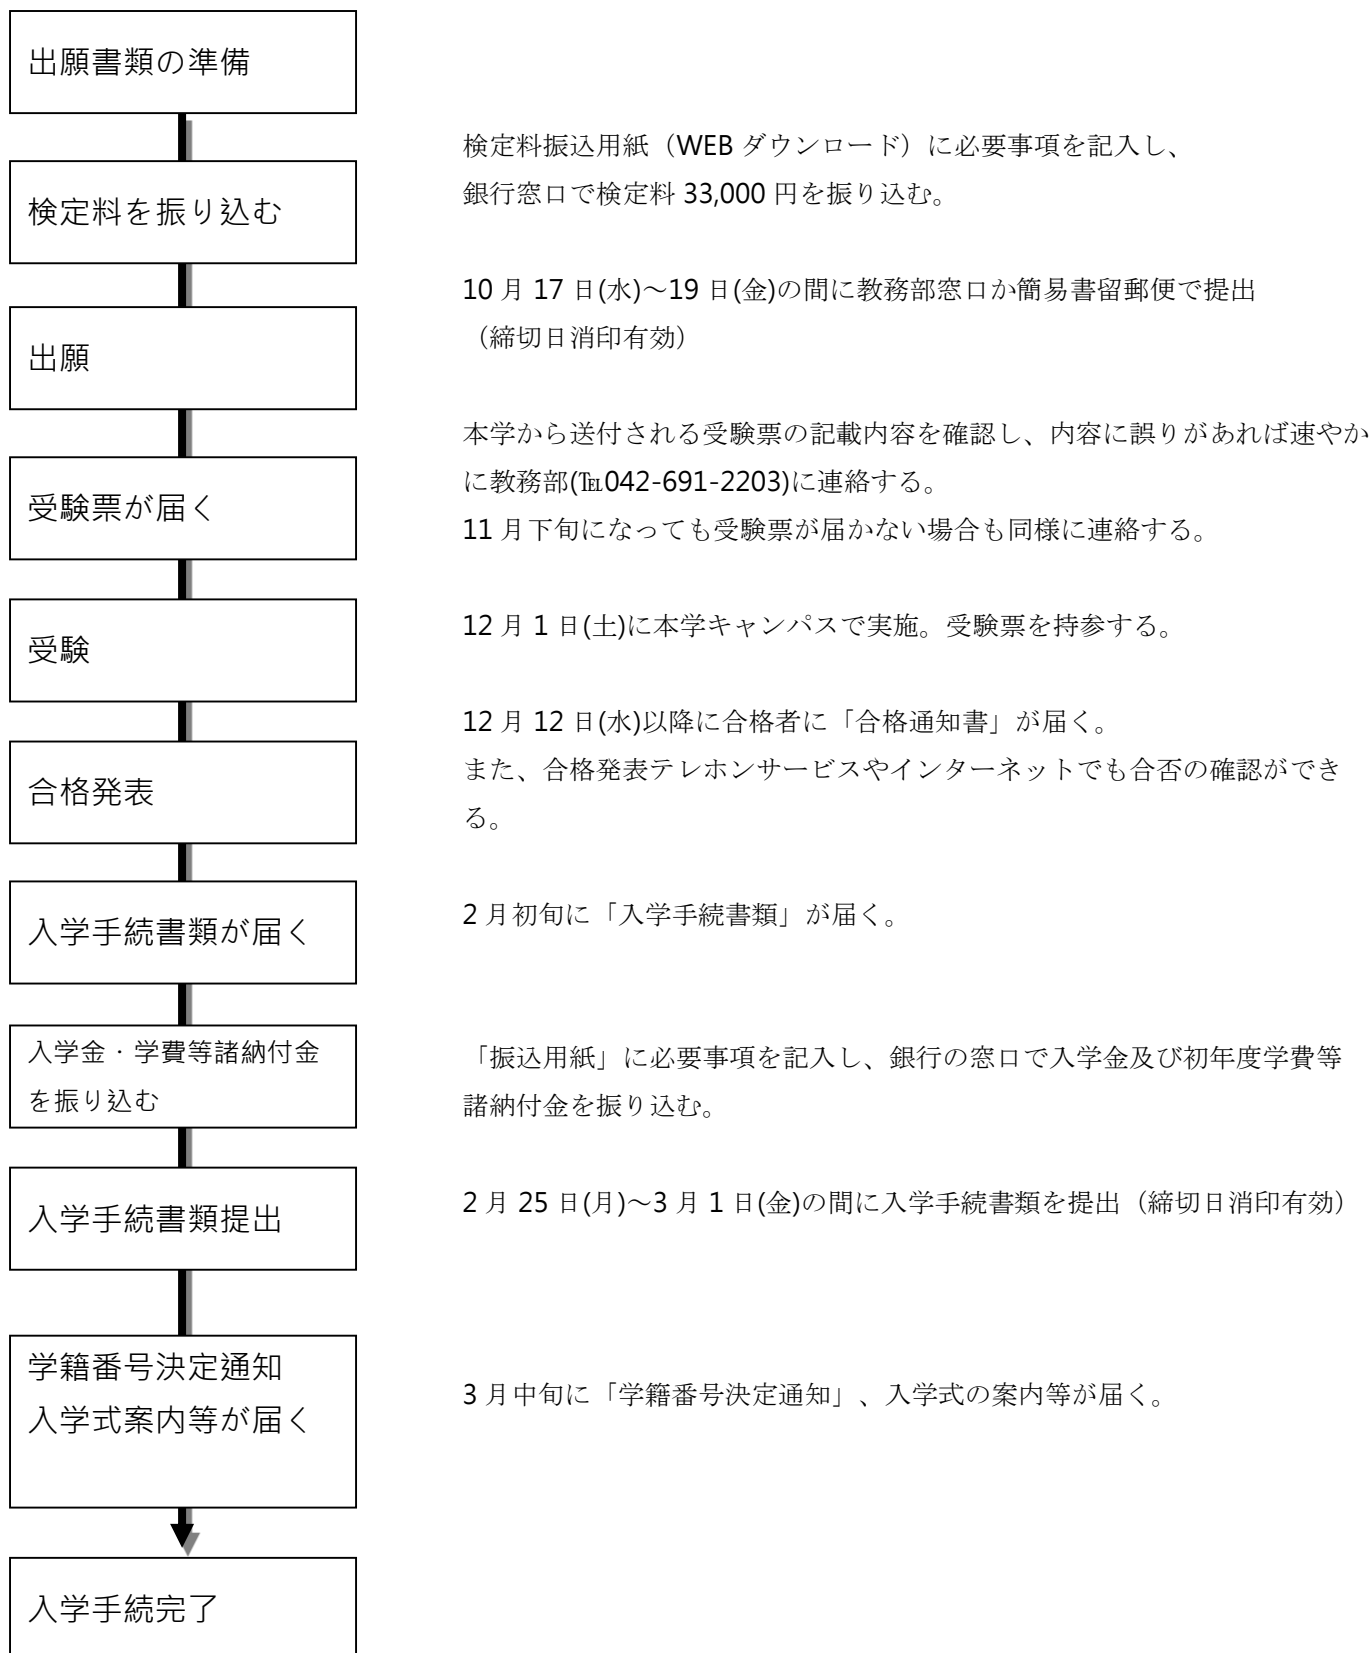 出願書類の準備
検定料振込用紙（WEB ダウンロード）に必要事項を記入し、
銀行窓口で検定料 33,000 円を振り込む。
検定料を振り込む
10 月 17 日(水)～19 日(金)の間に教務部窓口か簡易書留郵便で提出
（締切日消印有効）
出願
本学から送付される受験票の記載内容を確認し、内容に誤りがあれば速やか
に教務部(℡042-691-2203)に連絡する。
11 月下旬になっても受験票が届かない場合も同様に連絡する。
受験票が届く
12 月 1 日(土)に本学キャンパスで実施。受験票を持参する。
受験
12 月 12 日(水)以降に合格者に「合格通知書」が届く。
また、合格発表テレホンサービスやインターネットでも合否の確認ができ
る。
合格発表
2 月初旬に「入学手続書類」が届く。
入学手続書類が届く
入学金・学費等諸納付金
を振り込む
「振込用紙」に必要事項を記入し、銀行の窓口で入学金及び初年度学費等
諸納付金を振り込む。
入学手続書類提出
2 月 25 日(月)～3 月 1 日(金)の間に入学手続書類を提出（締切日消印有効）
学籍番号決定通知
入学式案内等が届く
3 月中旬に「学籍番号決定通知」、入学式の案内等が届く。
入学手続完了